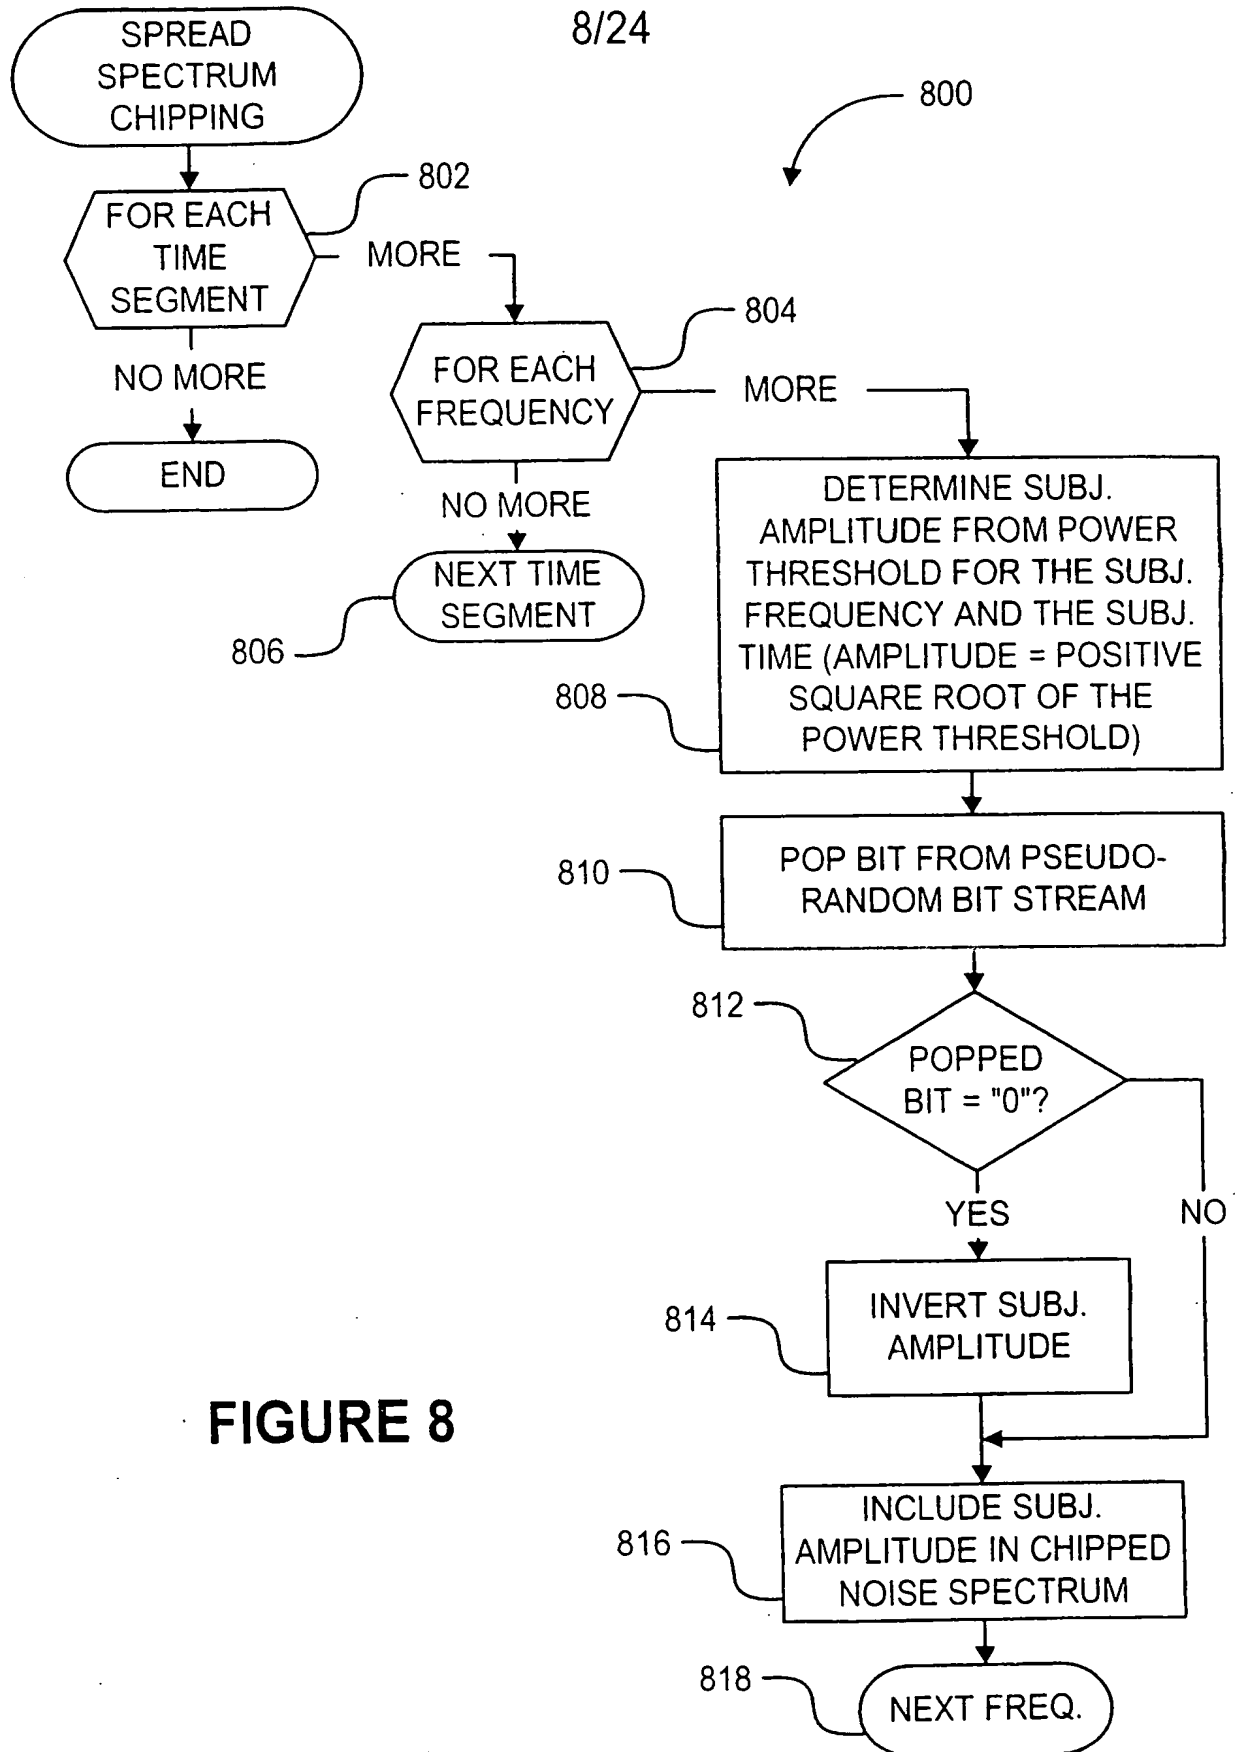 8/24
SPREAD
SPECTRUM
CHIPPING
800
802
FOR EACH
TIME
SEGMENT
MORE
NO MORE
END
804
FOR EACH
FREQUENCY
MORE
NO MORE
NEXT TIME
SEGMENT
806
DETERMINE SUBJ.
AMPLITUDE FROM POWER
THRESHOLD FOR THE SUBJ.
FREQUENCY AND THE SUBJ.
TIME (AMPLITUDE = POSITIVE
SQUARE ROOT OF THE
POWER THRESHOLD)
808
POP BIT FROM PSEUDO-
RANDOM BIT STREAM
810
812
POPPED
BIT = "0"?
YES
NO
INVERT SUBJ.
AMPLITUDE
814
FIGURE 8
INCLUDE SUBJ.
AMPLITUDE IN CHIPPED
NOISE SPECTRUM
816
818
NEXT FREQ.